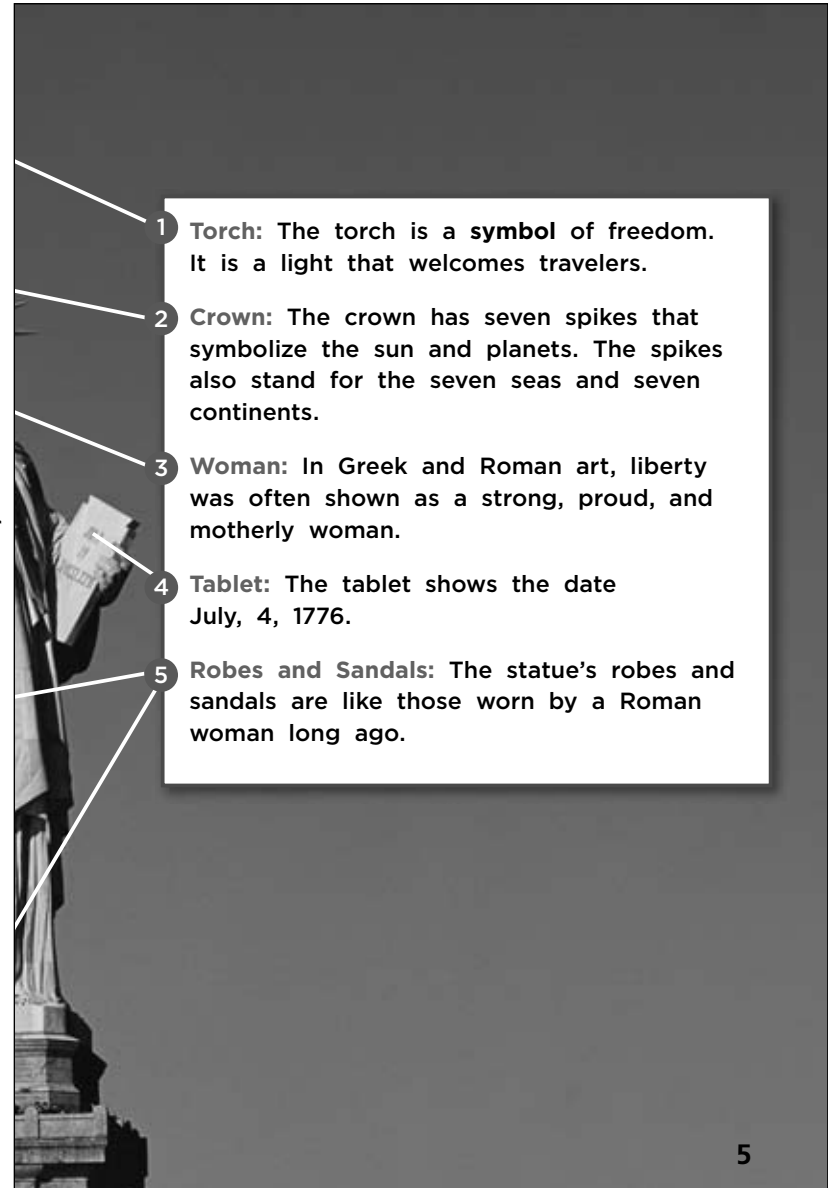 1 Torch: The torch is a symbol of freedom.
It is a light that welcomes travelers.
2 Crown: The crown has seven spikes that
symbolize the sun and planets. The spikes
also stand for the seven seas and seven
continents.
3 Woman: In Greek and Roman art, liberty
was often shown as a strong, proud, and
motherly woman.
4 Tablet: The tablet shows the date
July, 4, 1776.
5 Robes and Sandals: The statue’s robes and
sandals are like those worn by a Roman
woman long ago.
5